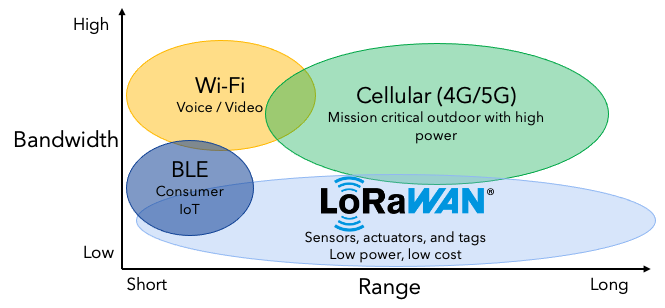 High
Wi-Fi
Voice / Video
Cellular (4G/5G)
Mission critical outdoor with high
power
Bandwidth
BLE
Consumer
IoT
LoRaWAN®
Sensors, actuators, and tags
Low power, low cost
Low
Short
Range
Long